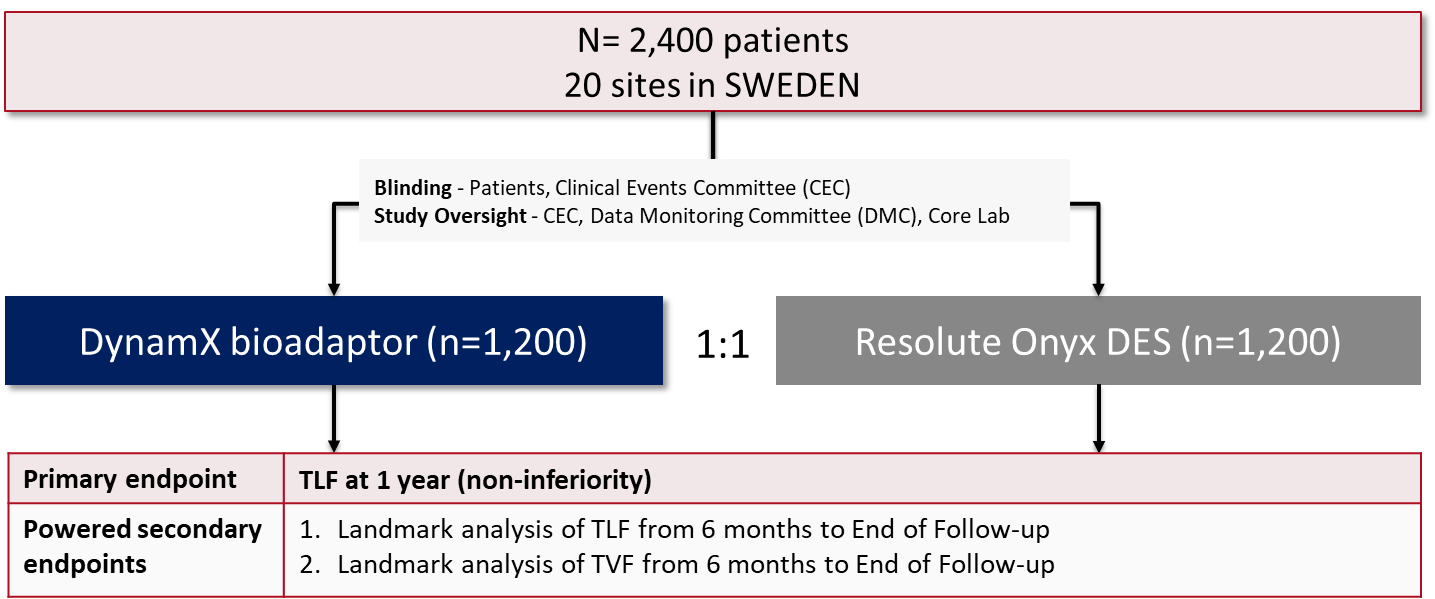 N= 2,400 patients
20 sites in SWEDEN
Blinding - Patients, Clinical Events Committee (CEC)
Study Oversight - CEC, Data Monitoring Committee (DMC), Core Lab
DynamX bioadaptor (n=1,200)
1:1
Resolute Onyx DES (n=1,200)
Primary endpoint
TLF at 1 year (non-inferiority)
Powered secondary
endpoints
1. Landmark analysis of TLF from 6 months to End of Follow-up
2. Landmark analysis of TVF from 6 months to End of Follow-up